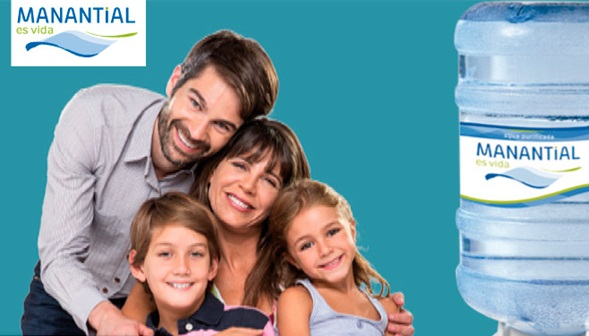 MANANTIAL
es vida
agua purificada
MANANTIAL
es vida